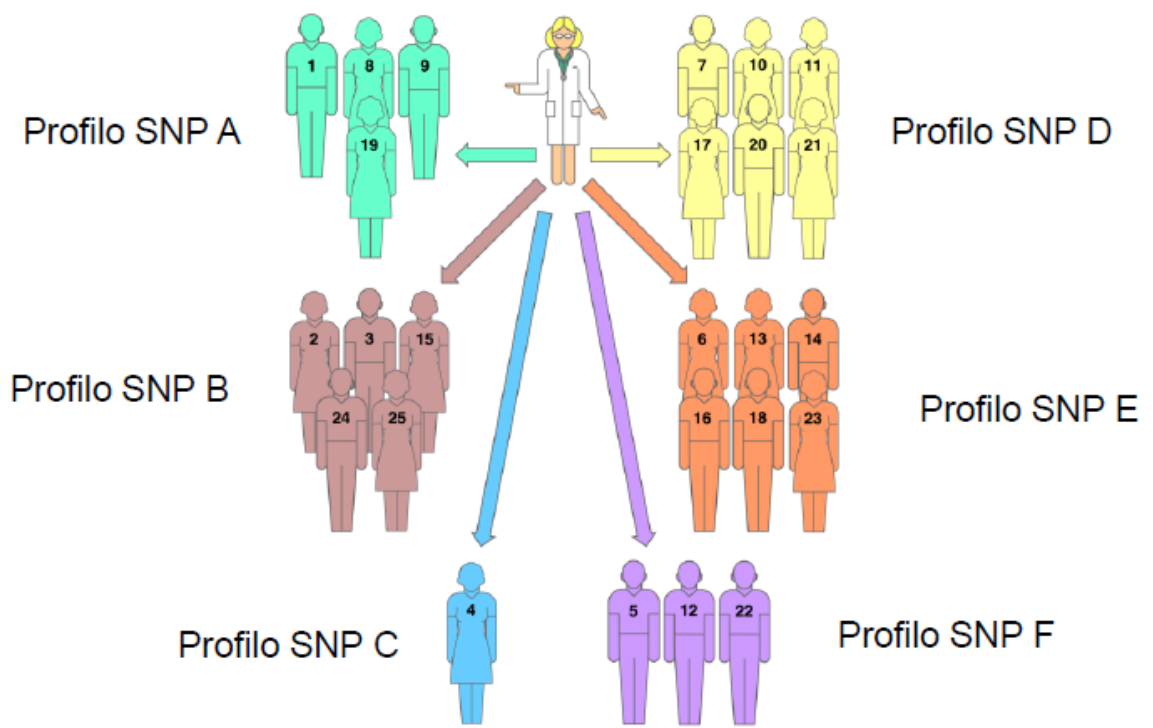 1 8 9
19
Profilo SNP A
7 10 11
17 20 21
Profilo SNP D
2 3 15
24 25
Profilo SNP B
6 13 14
16 18 23
Profilo SNP E
4
Profilo SNP C
5 12 22
Profilo SNP F